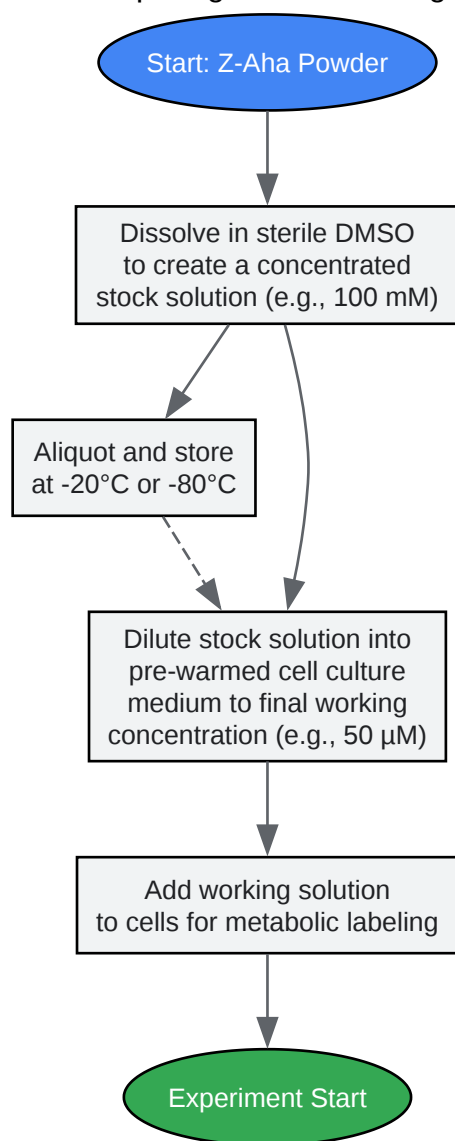 Start: Z-Aha Powder
Dissolve in sterile DMSO
to create a concentrated
stock solution (e.g., 100 mM)
Aliquot and store
at -20°C or -80°C
Dilute stock solution into
pre-warmed cell culture
medium to final working
concentration (e.g., 50 µM)
Add working solution
to cells for metabolic labeling
Experiment Start